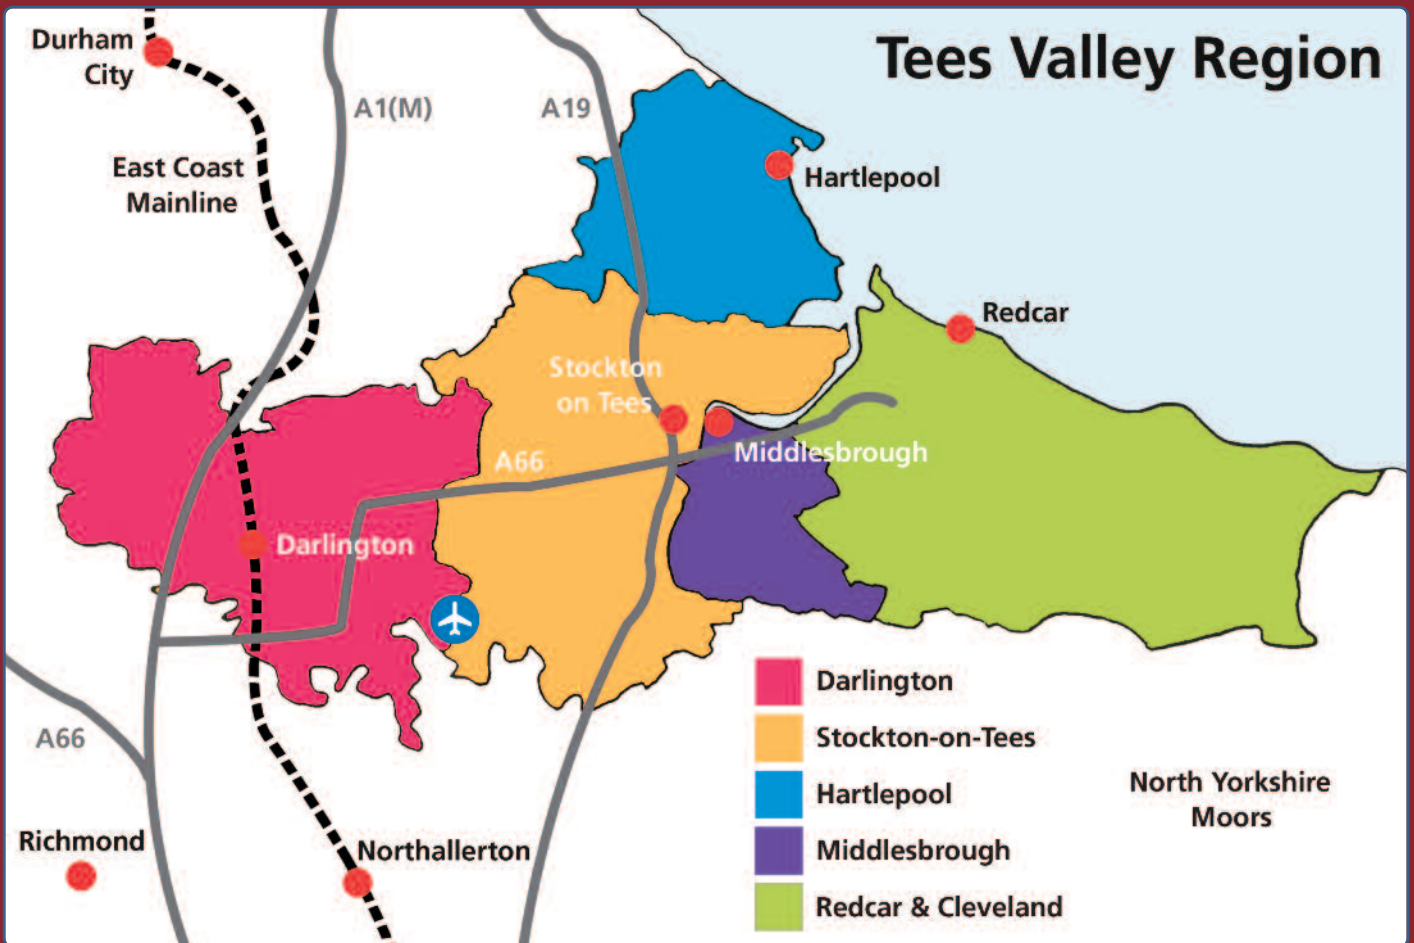 Tees Valley Region
Durham
City
A1(M)
A19
East Coast
Mainline
Hartlepool
Redcar
Stockton
on Tees
Middlesbrough
A66
Darlington
A66
Richmond
Northallerton
Darlington
Stockton-on-Tees
Hartlepool
Middlesbrough
Redcar & Cleveland
North Yorkshire
Moors